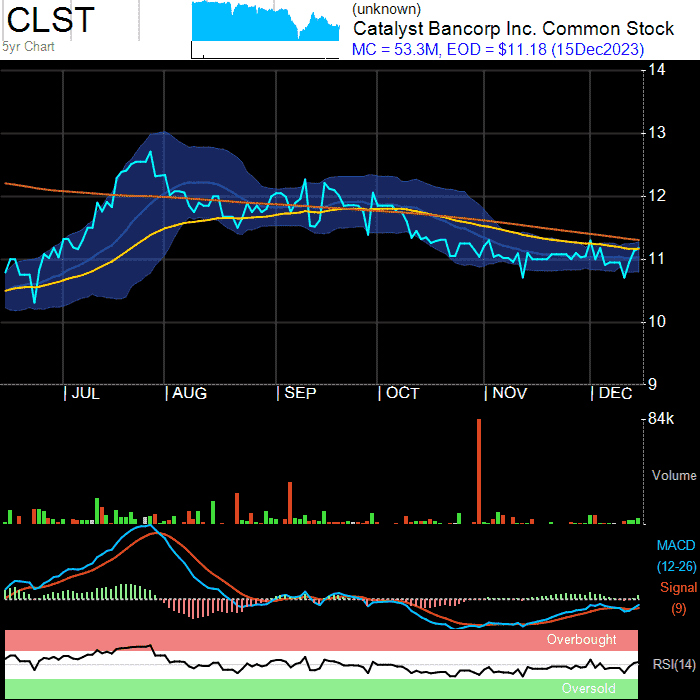 CLST
5yr Chart
(unknown)
Catalyst Bancorp Inc. Common Stock
MC = 53.3M, EOD = $11.18 (15Dec2023)
14
13
12
11
10
9
JUL AUG SEP OCT NOV DEC
84k
Volume
MACD
(12-26)
Signal
(9)
Overbought
RSI(14)
Oversold